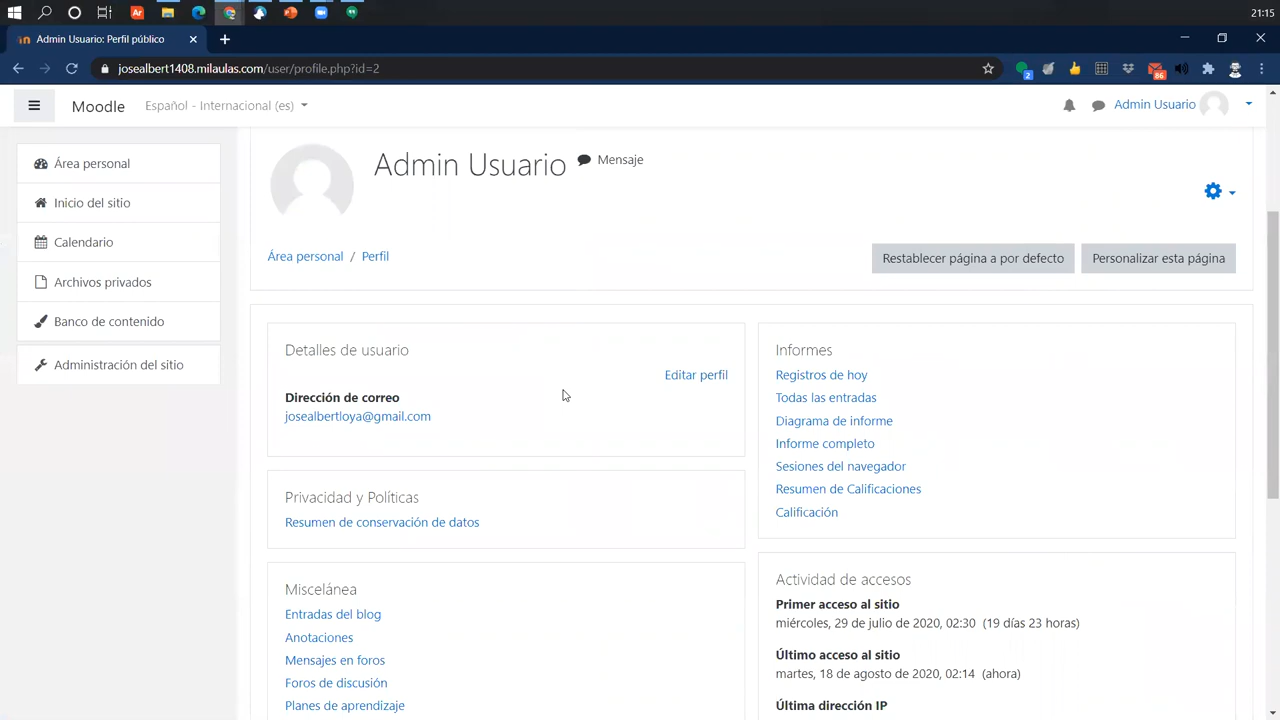 21:15
Admin Usuario: Perfil público
josealbert1408.milaulas.com/user/profile.php?id=2
2
86
Moodle
Español - Internacional (es)
Admin Usuario
Área personal
Inicio del sitio
Calendario
Archivos privados
Banco de contenido
Administración del sitio
Admin Usuario
Mensaje
Área personal / Perfil
Restablecer página a por defecto
Personalizar esta página
Detalles de usuario
Editar perfil
Dirección de correo
josealbertloya@gmail.com
Privacidad y Políticas
Resumen de conservación de datos
Miscelánea
Entradas del blog
Anotaciones
Mensajes en foros
Foros de discusión
Planes de aprendizaje
Informes
Registros de hoy
Todas las entradas
Diagrama de informe
Informe completo
Sesiones del navegador
Resumen de Calificaciones
Calificación
Actividad de accesos
Primer acceso al sitio
miércoles, 29 de julio de 2020, 02:30 (19 días 23 horas)
Último acceso al sitio
martes, 18 de agosto de 2020, 02:14 (ahora)
Última dirección IP